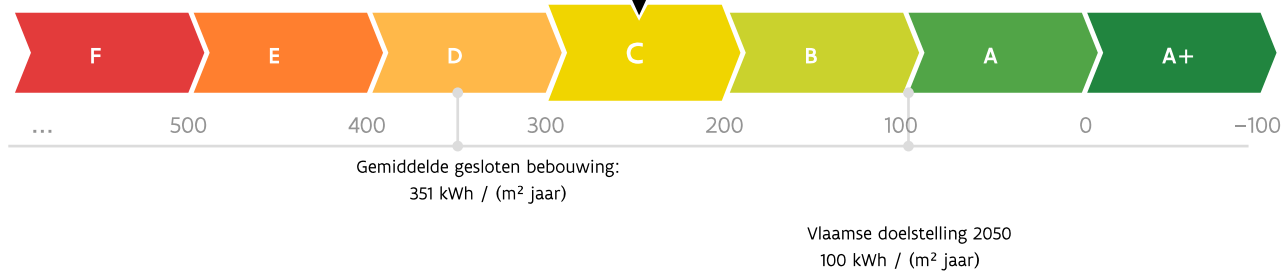 F E D C B A A+
... 500 400 300 200 100 0 –100
Gemiddelde gesloten bebouwing:
351 kWh / (m² jaar)
Vlaamse doelstelling 2050
100 kWh / (m² jaar)